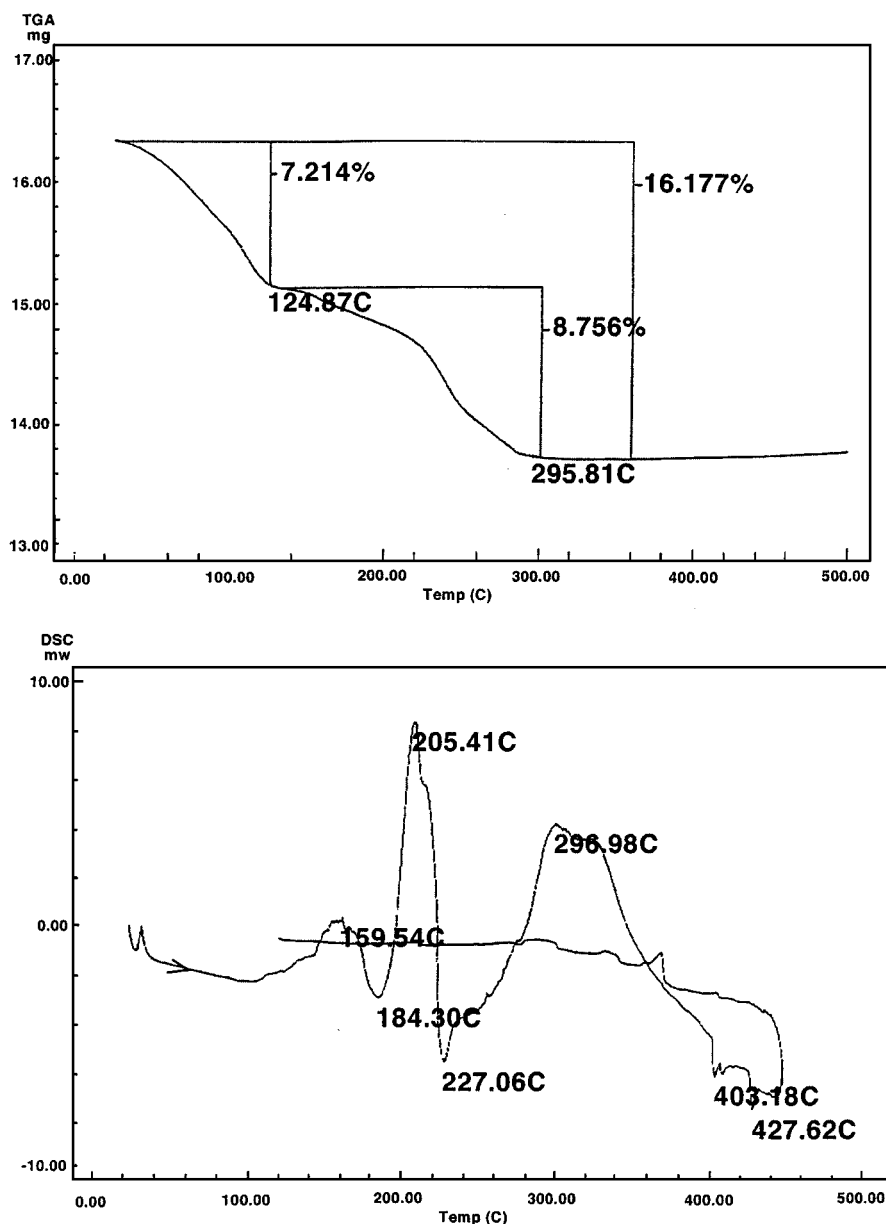 TGA
mg
17.00
16.00
15.00
14.00
13.00
-7.214%
-16.177%
124.87C
-8.756%
295.81C
0.00 100.00 200.00 300.00 400.00 500.00
Temp (C)
DSC
mw
10.00
0.00
-10.00
205.41C
296.98C
159.54C
184.30C
227.06C
403.18C
427.62C
0.00 100.00 200.00 300.00 400.00 500.00
Temp (C)